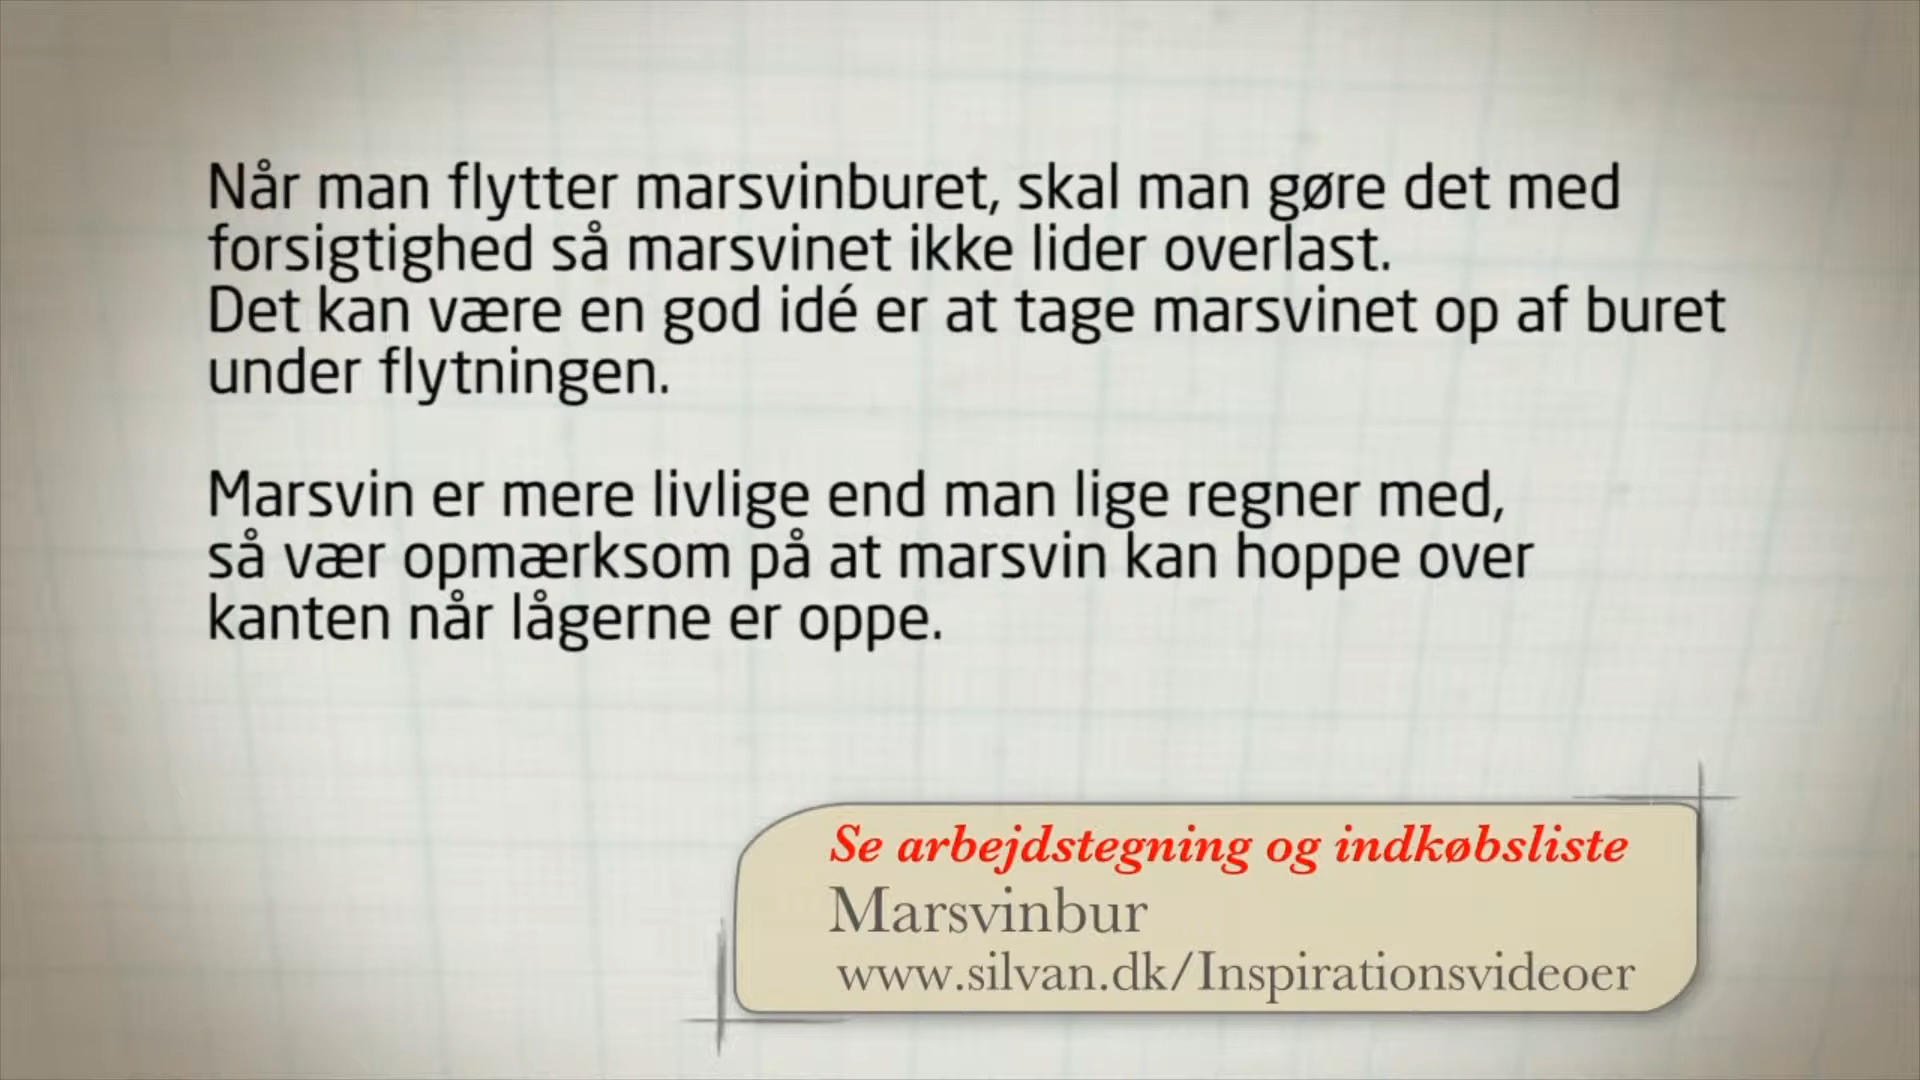 Når man flytter marsvinburet, skal man gøre det med
forsigtighed så marsvinet ikke lider overlast.
Det kan være en god idé er at tage marsvinet op af buret
under flytningen.
Marsvin er mere livlige end man lige regner med,
så vær opmærksom på at marsvin kan hoppe over
kanten når lågerne er oppe.
Se arbejdstegning og indkøbsliste
Marsvinbur
www.silvan.dk/Inspirationsvideoer